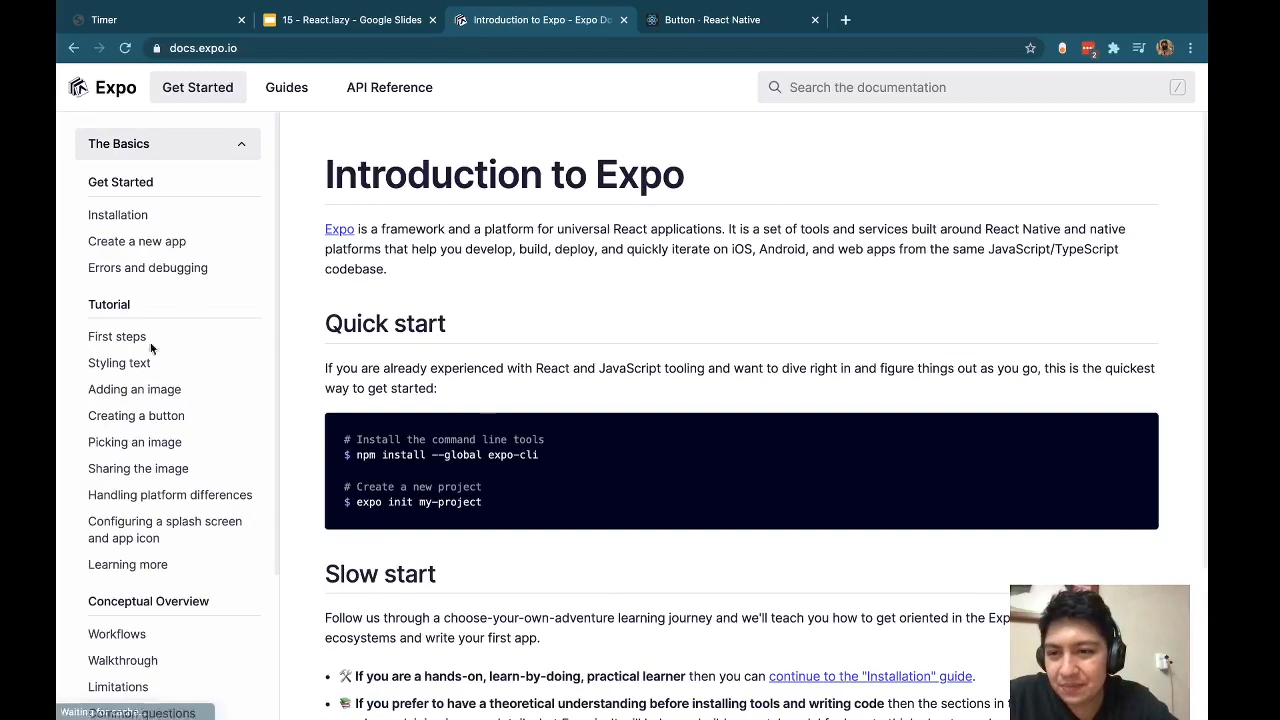 Timer
15 - React.lazy - Google Slides
Introduction to Expo - Expo Do
Button · React Native
docs.expo.io
2
Expo
Get Started
Guides
API Reference
Search the documentation
/
The Basics
Get Started
Installation
Create a new app
Errors and debugging
Tutorial
First steps
Styling text
Adding an image
Creating a button
Picking an image
Sharing the image
Handling platform differences
Configuring a splash screen
and app icon
Learning more
Conceptual Overview
Workflows
Walkthrough
Limitations
Common questions
Waiting for cache...
Introduction to Expo
Expo is a framework and a platform for universal React applications. It is a set of tools and services built around React Native and native
platforms that help you develop, build, deploy, and quickly iterate on iOS, Android, and web apps from the same JavaScript/TypeScript
codebase.
Quick start
If you are already experienced with React and JavaScript tooling and want to dive right in and figure things out as you go, this is the quickest
way to get started:
# Install the command line tools
$ npm install --global expo-cli
# Create a new project
$ expo init my-project
Slow start
Follow us through a choose-your-own-adventure learning journey and we'll teach you how to get oriented in the Exp
ecosystems and write your first app.
• 🛠 If you are a hands-on, learn-by-doing, practical learner then you can continue to the "Installation" guide.
• 📚 If you prefer to have a theoretical understanding before installing tools and writing code then the sections in t